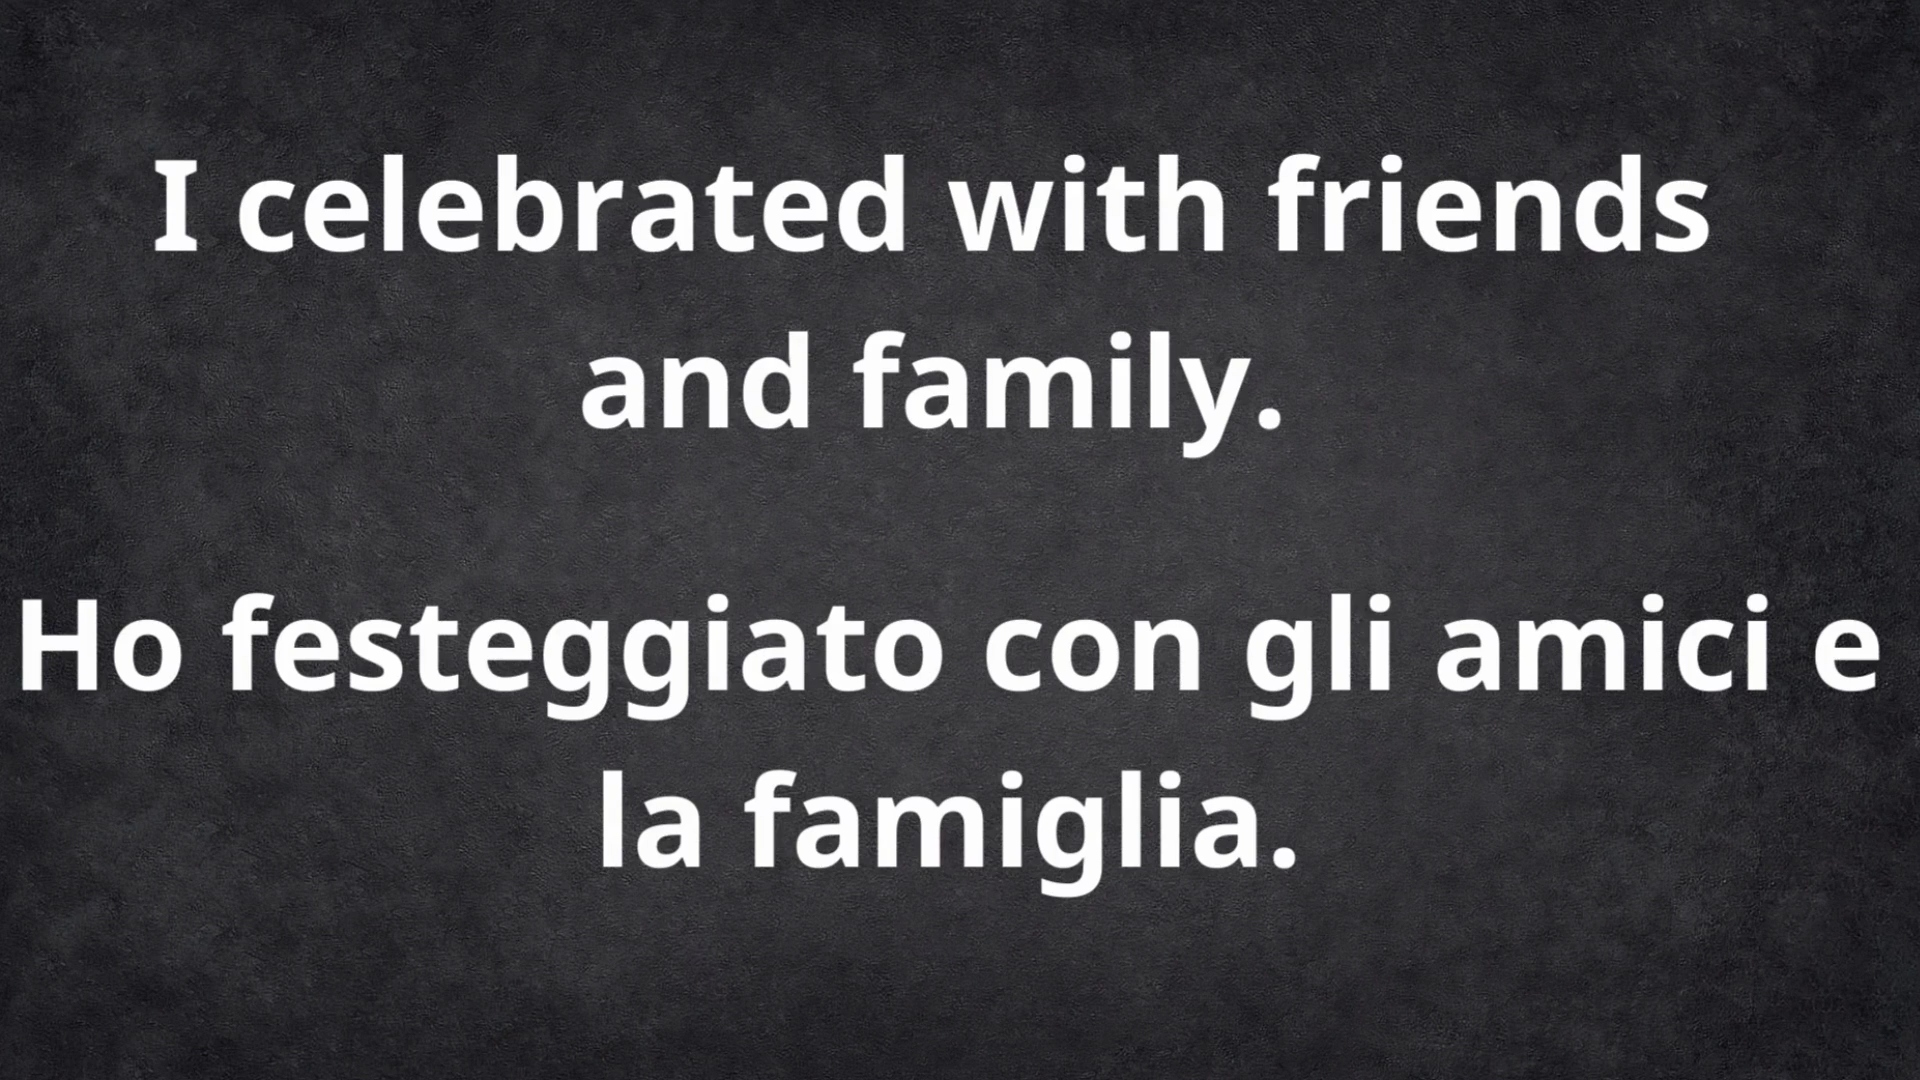 I celebrated with friends
and family.
Ho festeggiato con gli amici e
la famiglia.